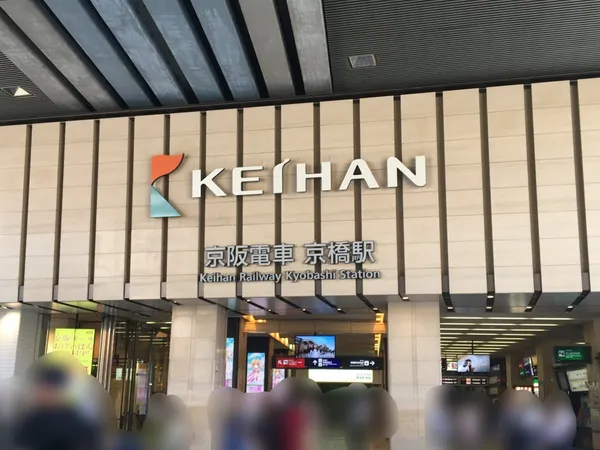 KEIHAN
京阪電車 京橋駅
Keihan Railway Kyobashi Station